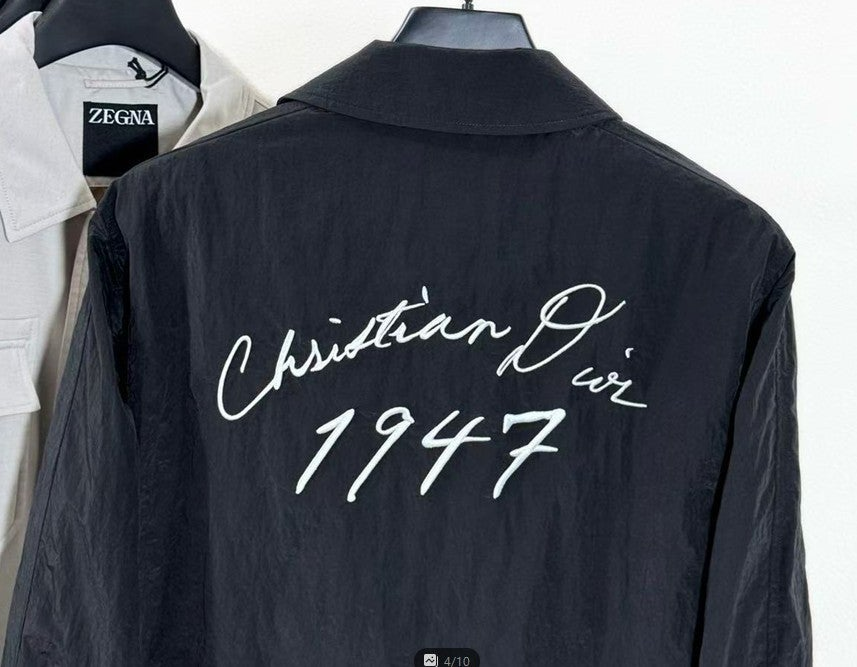 ZEGNA
Christian Dior
1947
4/10